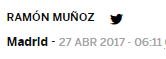 RAMÓN MUÑOZ
Madrid - 27 ABR 2017 - 06:11